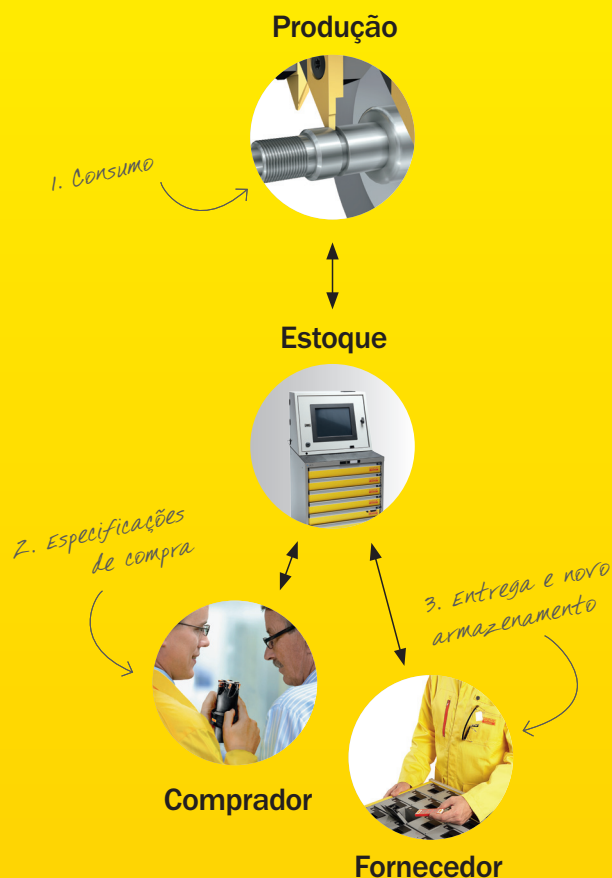 Produção
1. Consumo
Estoque
2. Especificações
de compra
3. Entrega e novo
armazenamento
Comprador
Fornecedor